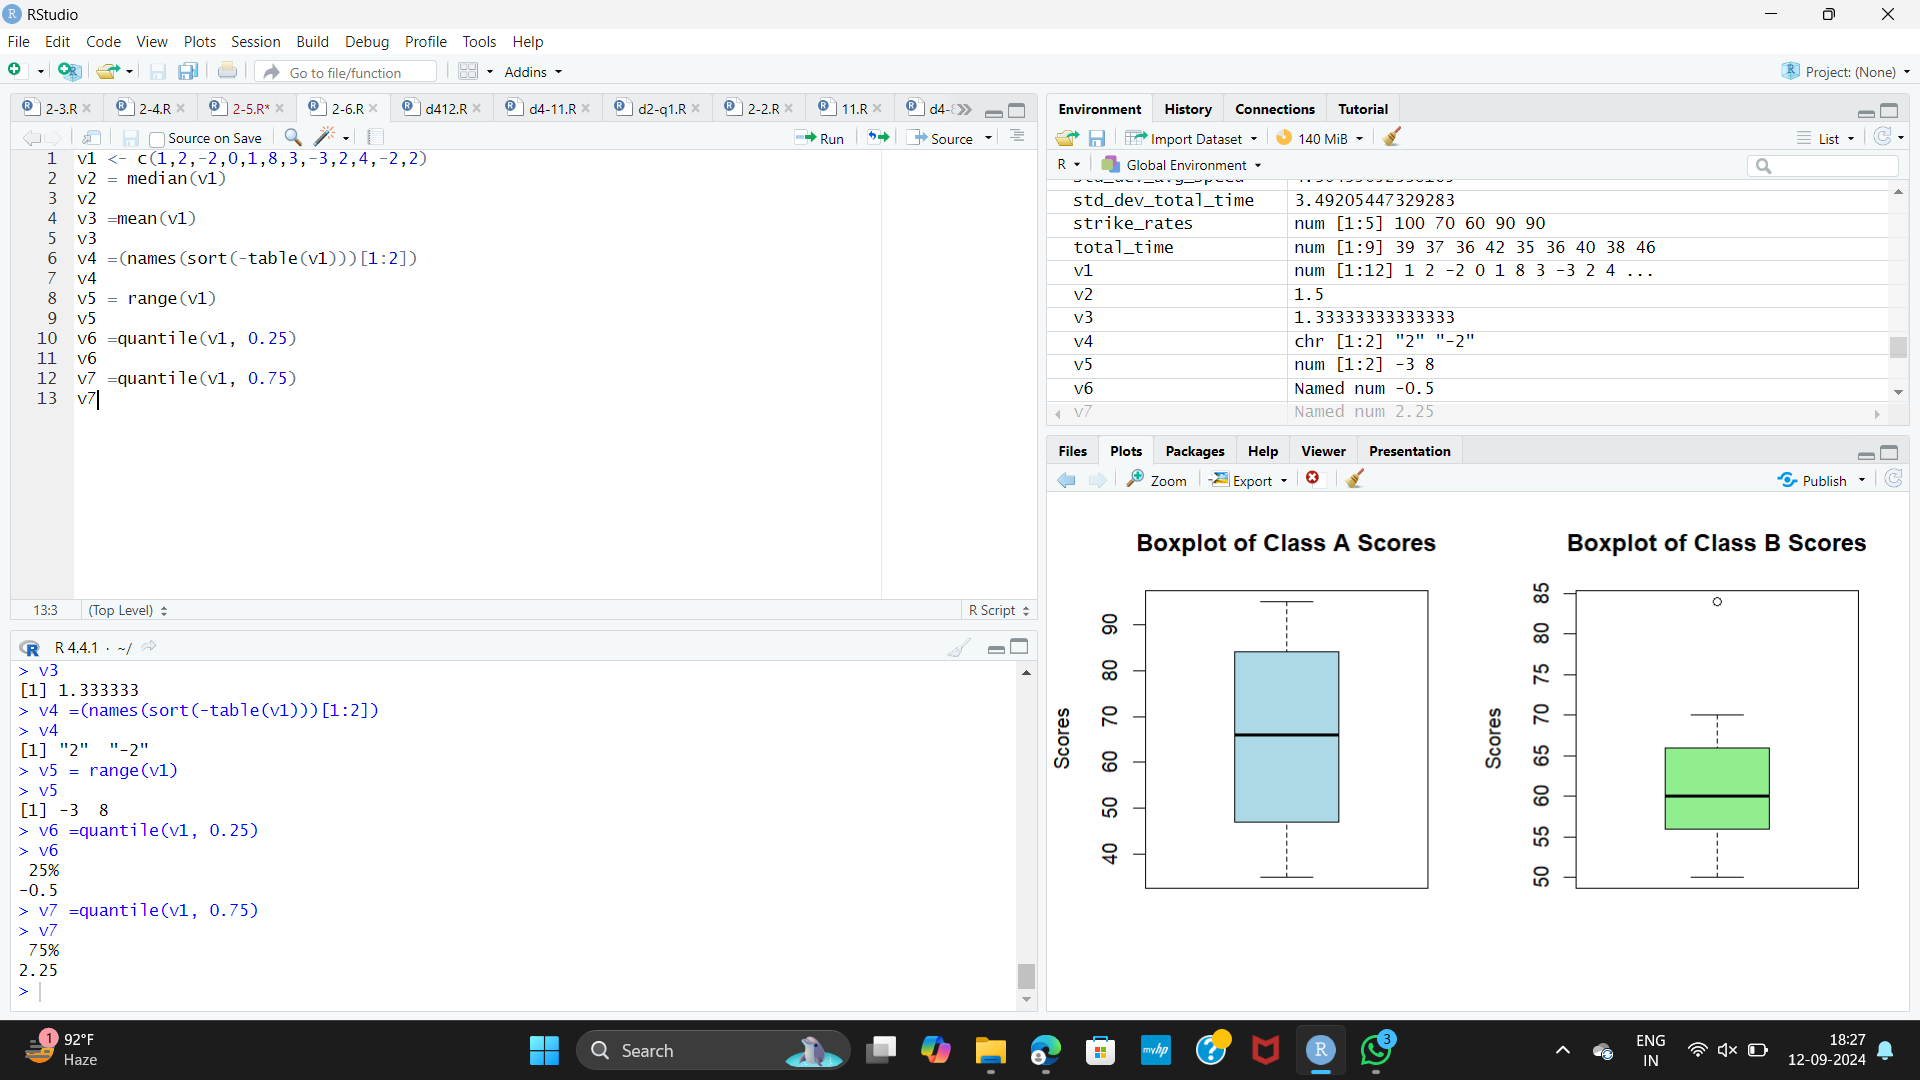 RStudio
File Edit Code View Plots Session Build Debug Profile Tools Help
Go to file/function Addins Project: (None)
2-3.R 2-4.R 2-5.R* 2-6.R d412.R d4-11.R d2-q1.R 2-2.R 11.R d4-
Source on Save Run Source
1 v1 <- c(1,2,-2,0,1,8,3,-3,2,4,-2,2)
2 v2 = median(v1)
3 v2
4 v3 =mean(v1)
5 v3
6 v4 =(names(sort(-table(v1)))[1:2])
7 v4
8 v5 = range(v1)
9 v5
10 v6 =quantile(v1, 0.25)
11 v6
12 v7 =quantile(v1, 0.75)
13 v7
13:3 (Top Level) R Script
R 4.4.1 · ~/
> v3
[1] 1.333333
> v4 =(names(sort(-table(v1)))[1:2])
> v4
[1] "2" "-2"
> v5 = range(v1)
> v5
[1] -3 8
> v6 =quantile(v1, 0.25)
> v6
25%
-0.5
> v7 =quantile(v1, 0.75)
> v7
75%
2.25
>
Environment History Connections Tutorial
Import Dataset 140 MiB List
R Global Environment
std_dev_total_time 3.49205447329283
strike_rates num [1:5] 100 70 60 90 90
total_time num [1:9] 39 37 36 42 35 36 40 38 46
v1 num [1:12] 1 2 -2 0 1 8 3 -3 2 4 ...
v2 1.5
v3 1.33333333333333
v4 chr [1:2] "2" "-2"
v5 num [1:2] -3 8
v6 Named num -0.5
v7 Named num 2.25
Files Plots Packages Help Viewer Presentation
Zoom Export Publish
Boxplot of Class A Scores
Scores
90
80
70
60
50
40
Boxplot of Class B Scores
Scores
85
80
75
70
65
60
55
50
1
92°F
Haze
Search
myhp
3
ENG
IN
18:27
12-09-2024